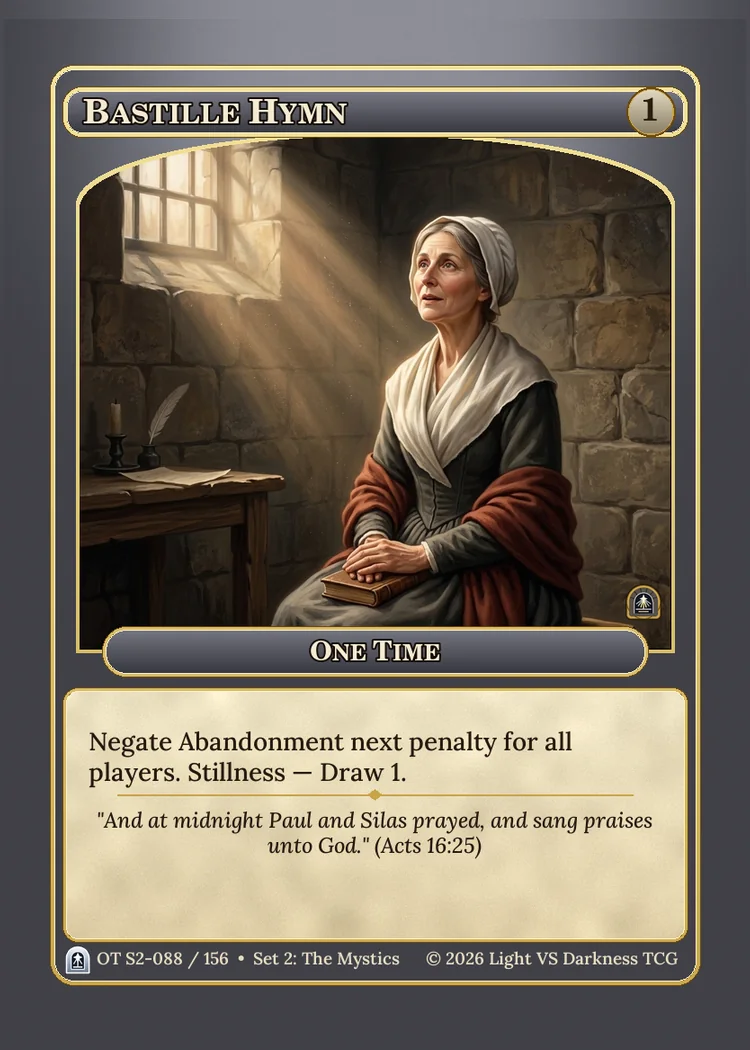 Bastille Hymn
1
One Time
Negate Abandonment next penalty for all
players. Stillness — Draw 1.
"And at midnight Paul and Silas prayed, and sang praises
unto God." (Acts 16:25)
OT S2-088 / 156 • Set 2: The Mystics © 2026 Light VS Darkness TCG